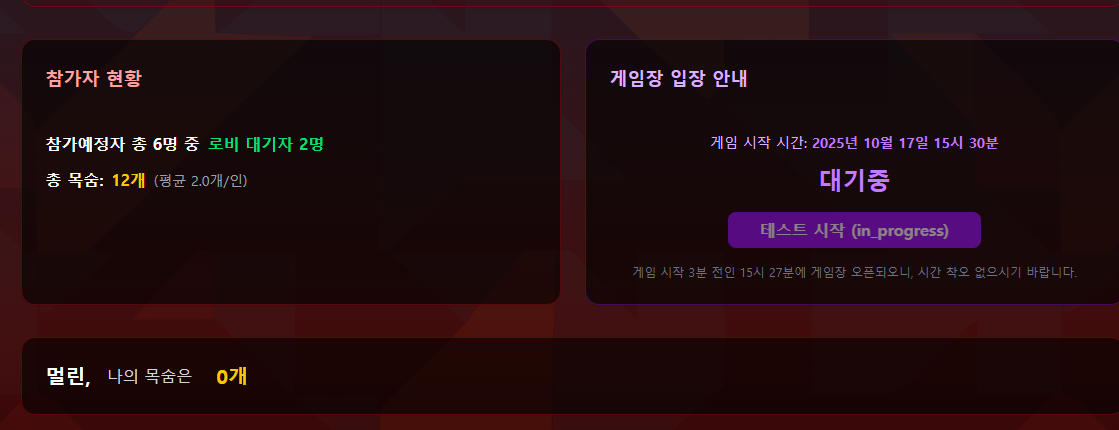 참가자 현황
참가예정자 총 6명 중 로비 대기자 2명
총 목숨: 12개 (평균 2.0개/인)
게임장 입장 안내
게임 시작 시간: 2025년 10월 17일 15시 30분
대기중
테스트 시작 (in_progress)
게임 시작 3분 전인 15시 27분에 게임장 오픈되오니, 시간 착오 없으시기 바랍니다.
멀린, 나의 목숨은 0개